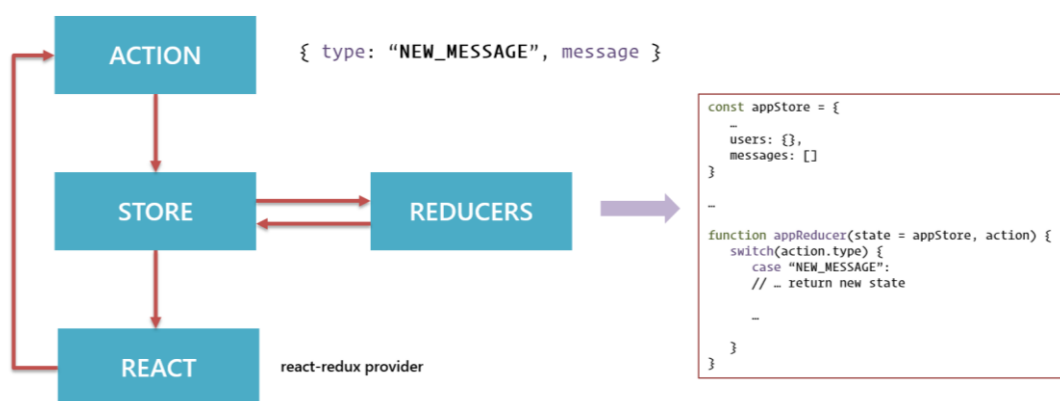 ACTION
{ type: “NEW_MESSAGE”, message }
STORE
REDUCERS
REACT
react-redux provider
const appStore = {
…
users: {},
messages: []
}
…
function appReducer(state = appStore, action) {
switch(action.type) {
case “NEW_MESSAGE”:
// … return new state
…
}
}